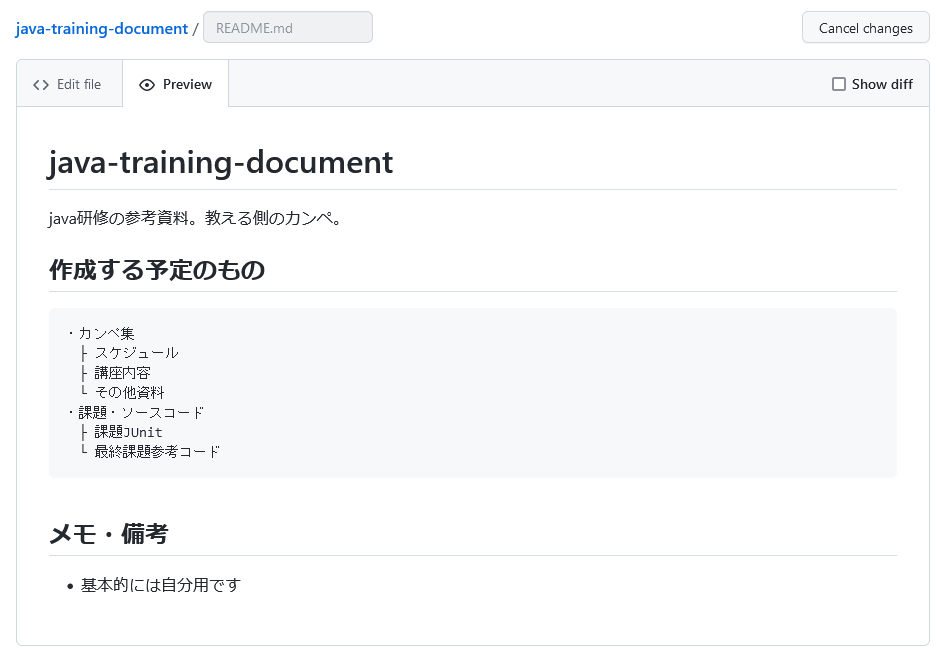 java-training-document / README.md
Cancel changes
Edit file
Preview
Show diff
java-training-document
java研修の参考資料。教える側のカンペ。
作成する予定のもの
・カンペ集
├ スケジュール
├ 講座内容
└ その他資料
・課題・ソースコード
├ 課題JUnit
└ 最終課題参考コード
メモ・備考
• 基本的には自分用です